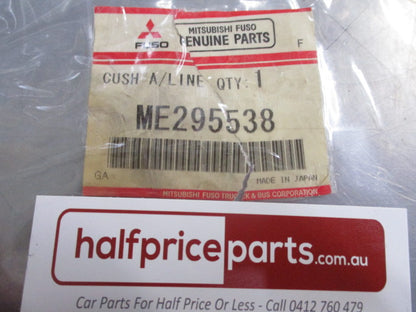 MITSUBISHI FUSO
FUSO
GENUINE PARTS
F
CUSH A/LINE QTY: 1
ME295538
GA
MADE IN JAPAN
MITSUBISHI FUSO TRUCK & BUS CORPORATION
halfpriceparts.com.au
Car Parts For Half Price Or Less - Call 0412 760 479